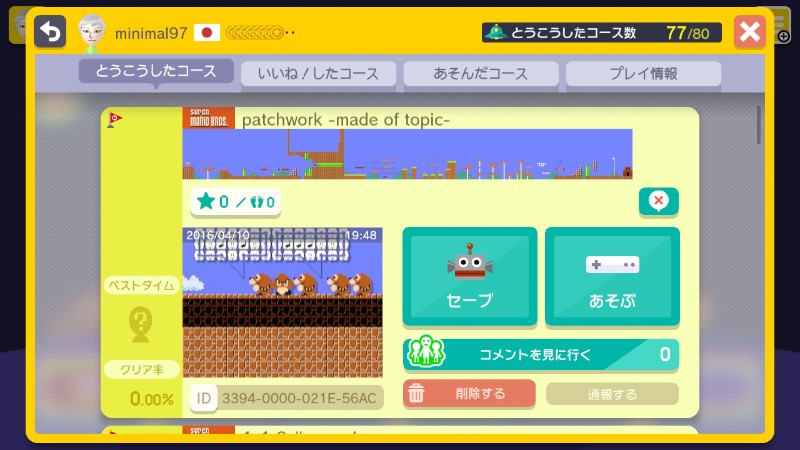 minimal97
とうこうしたコース数 77/80
とうこうしたコース
いいね!したコース
あそんだコース
プレイ情報
SUPER MARIO BROS.
patchwork -made of topic-
0 / 0
2016/04/10 19:48
ベストタイム
?
クリア率
0.00%
セーブ
あそぶ
コメントを見に行く 0
ID 3394-0000-021E-56AC
削除する
通報する
SUPER